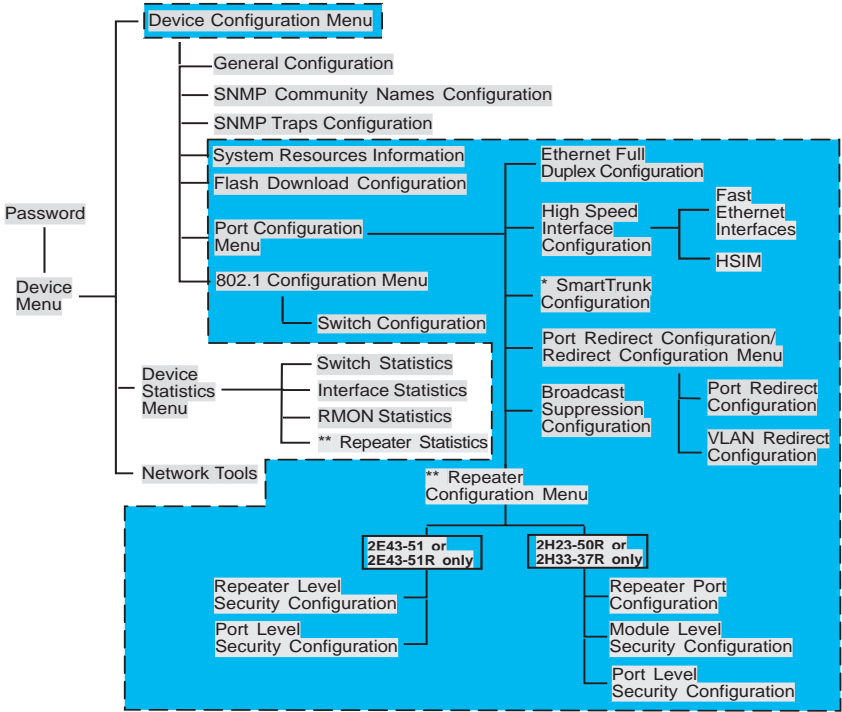 Device Configuration Menu
General Configuration
SNMP Community Names Configuration
SNMP Traps Configuration
System Resources Information
Flash Download Configuration
Port Configuration
Menu
802.1 Configuration Menu
Switch Configuration
Password
Device
Menu
Ethernet Full
Duplex Configuration
High Speed
Interface
Configuration
Fast
Ethernet
Interfaces
HSIM
* SmartTrunk
Configuration
Port Redirect Configuration/
Redirect Configuration Menu
Port Redirect
Configuration
VLAN Redirect
Configuration
Broadcast
Suppression
Configuration
Device
Statistics
Menu
Switch Statistics
Interface Statistics
RMON Statistics
** Repeater Statistics
Network Tools
** Repeater
Configuration Menu
2E43-51 or
2E43-51R only
Repeater Level
Security Configuration
Port Level
Security Configuration
2H23-50R or
2H33-37R only
Repeater Port
Configuration
Module Level
Security Configuration
Port Level
Security Configuration